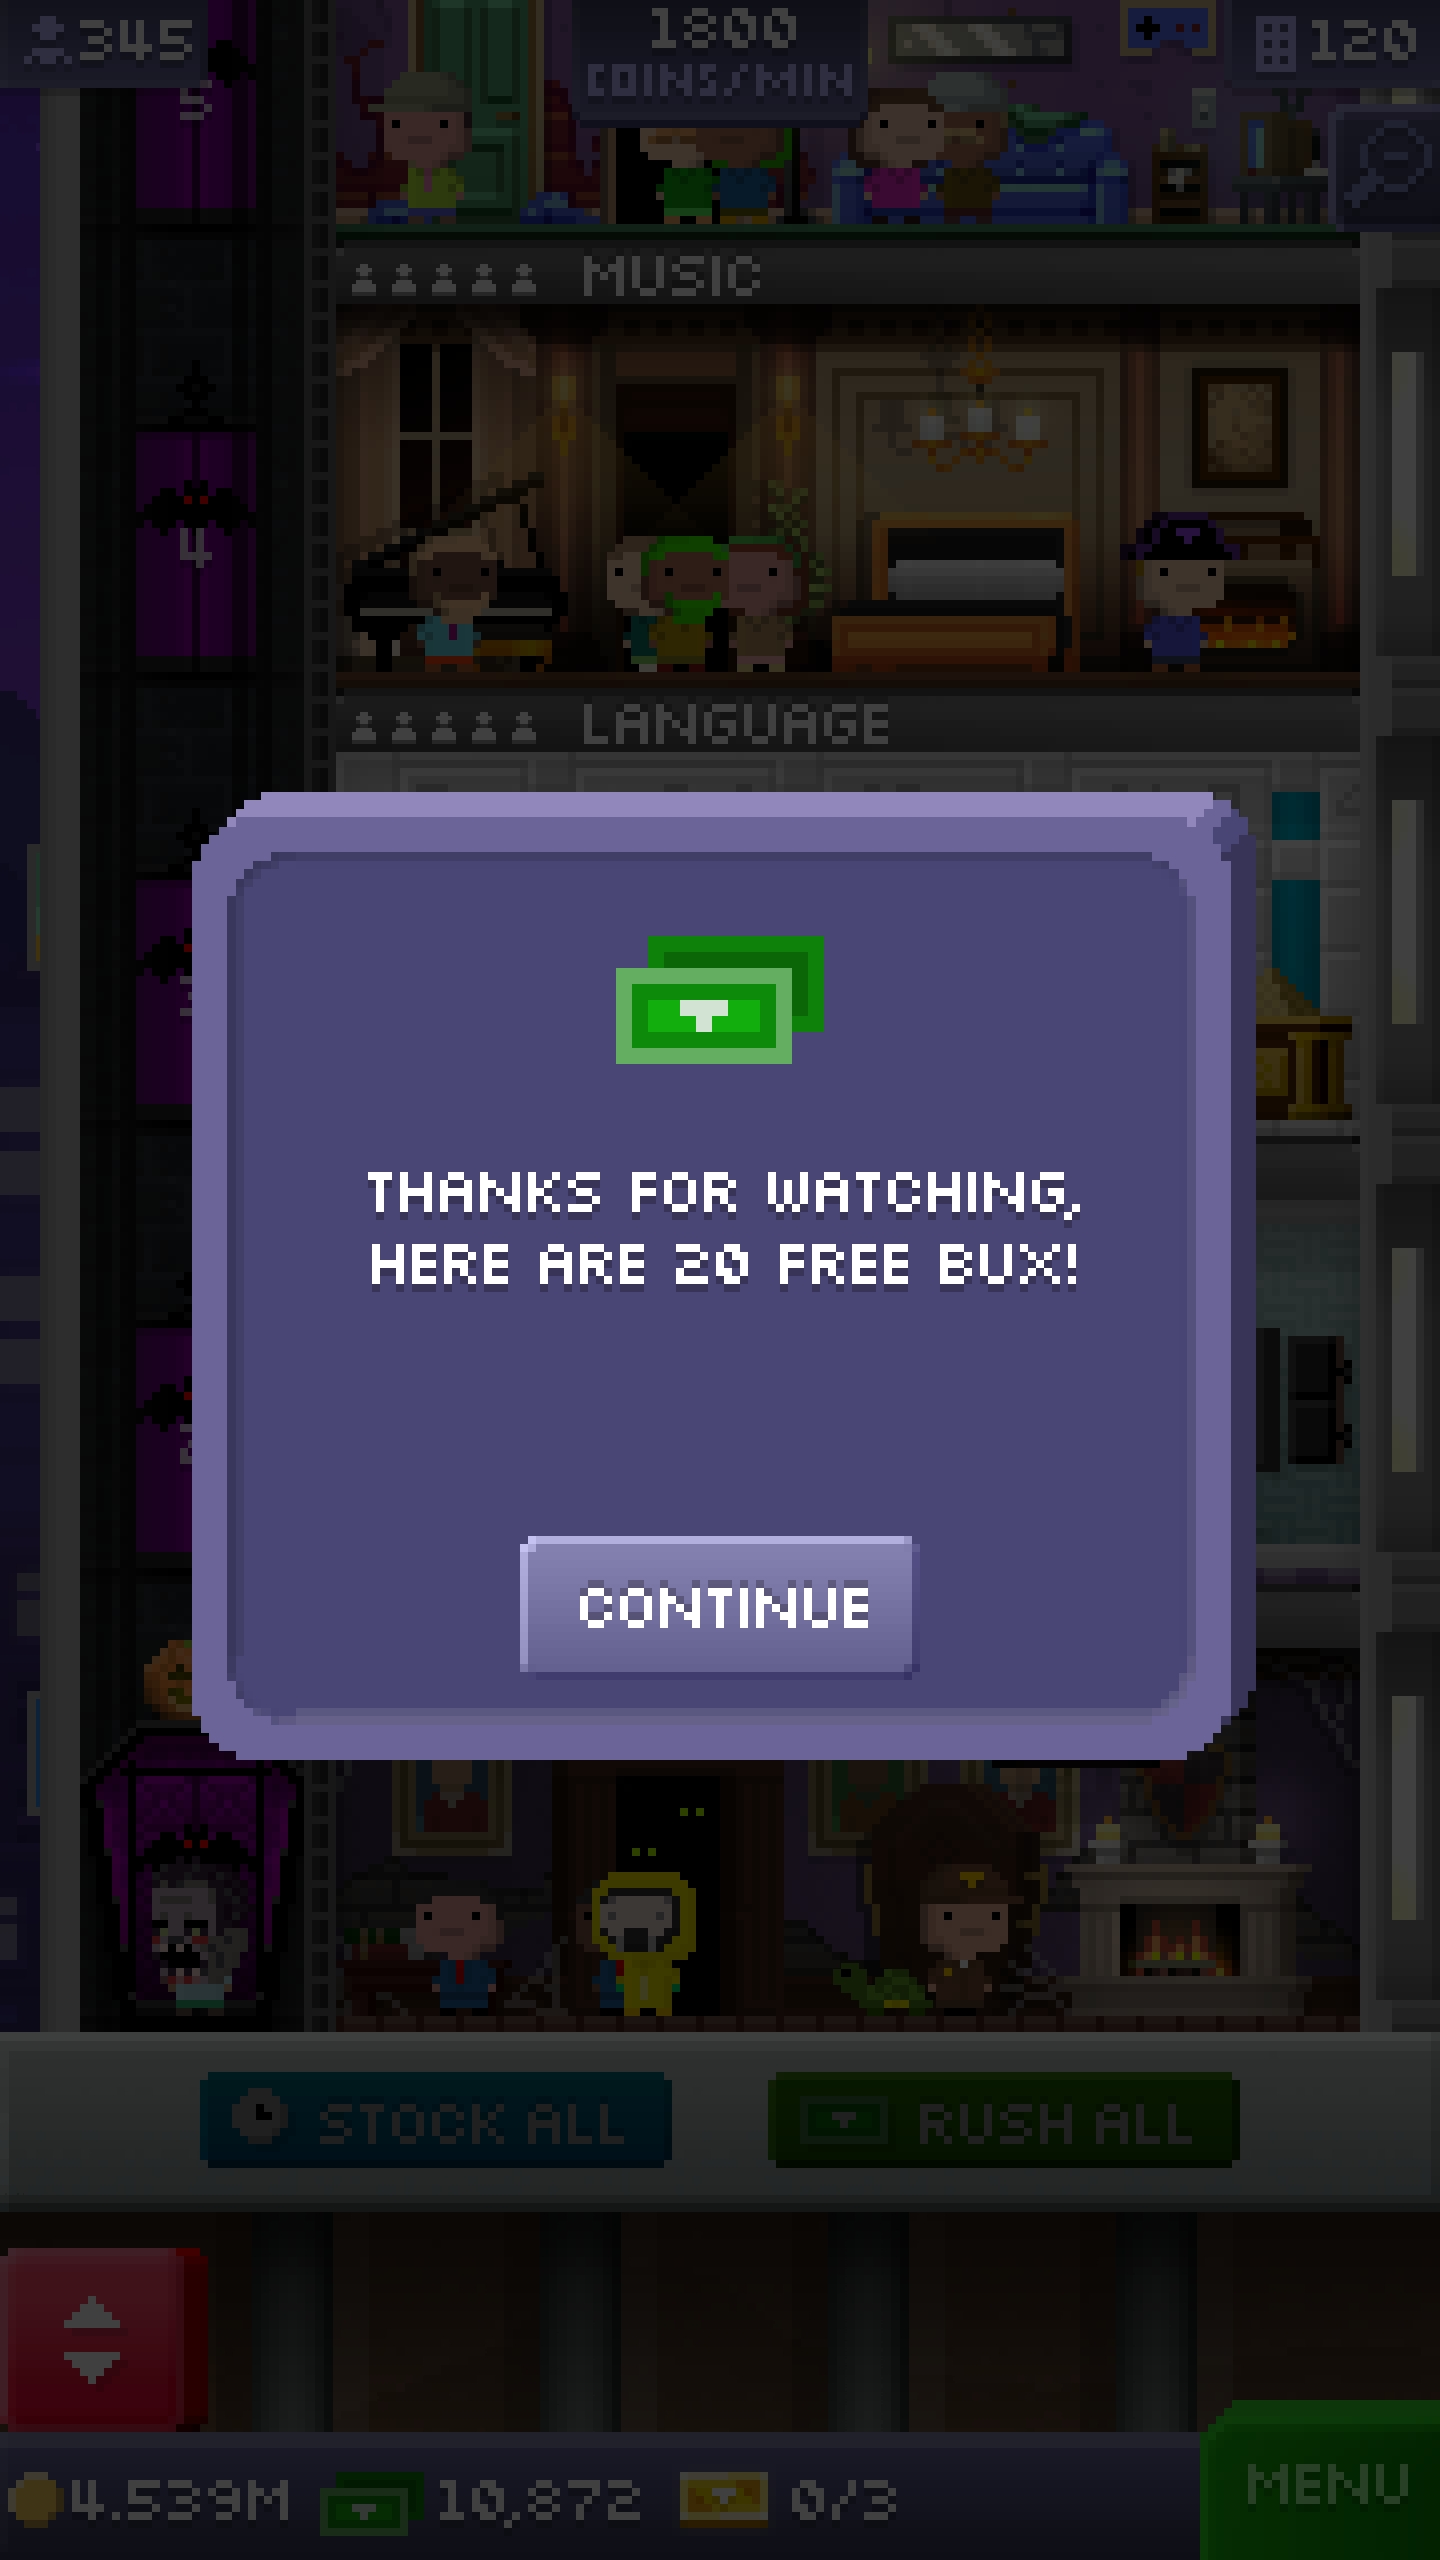 345
1800
COINS/MIN
120
5
MUSIC
4
LANGUAGE
THANKS FOR WATCHING,
HERE ARE 20 FREE BUX!
CONTINUE
STOCK ALL
RUSH ALL
4.539M
10,872
0/3
MENU